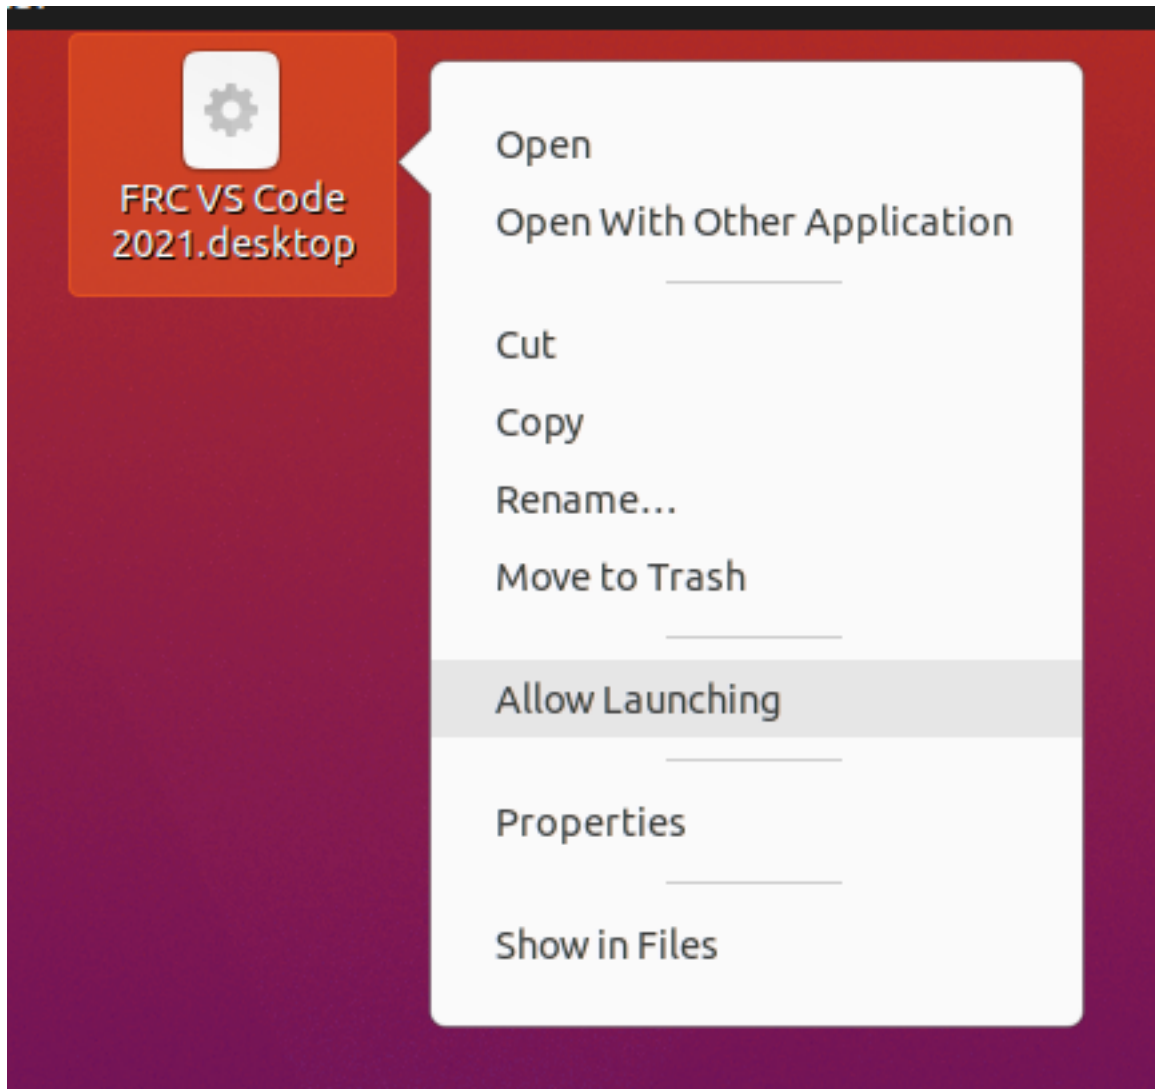 FRC VS Code
2021.desktop
Open
Open With Other Application
Cut
Copy
Rename…
Move to Trash
Allow Launching
Properties
Show in Files